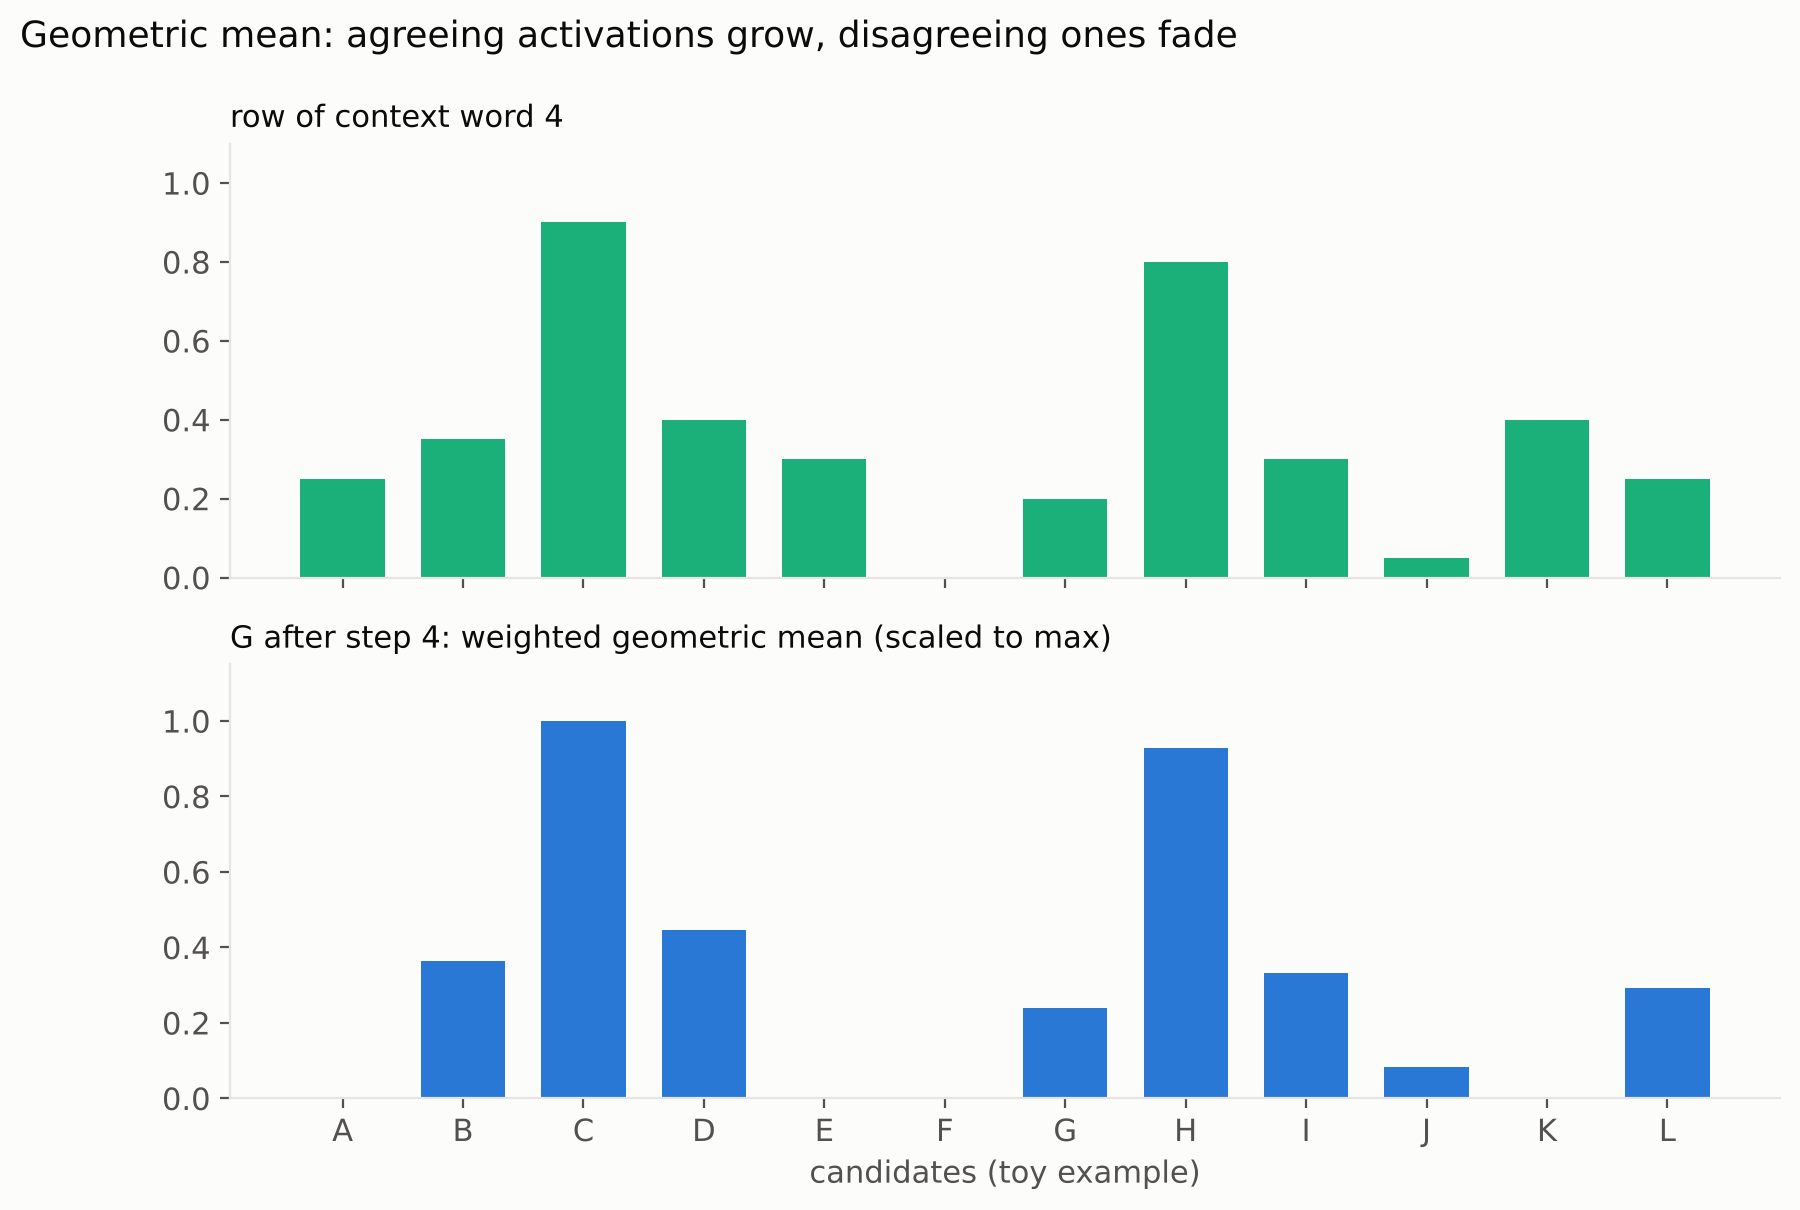 Geometric mean: agreeing activations grow, disagreeing ones fade
row of context word 4
1.0
0.8
0.6
0.4
0.2
0.0
G after step 4: weighted geometric mean (scaled to max)
1.0
0.8
0.6
0.4
0.2
0.0
A B C D E F G H I J K L
candidates (toy example)